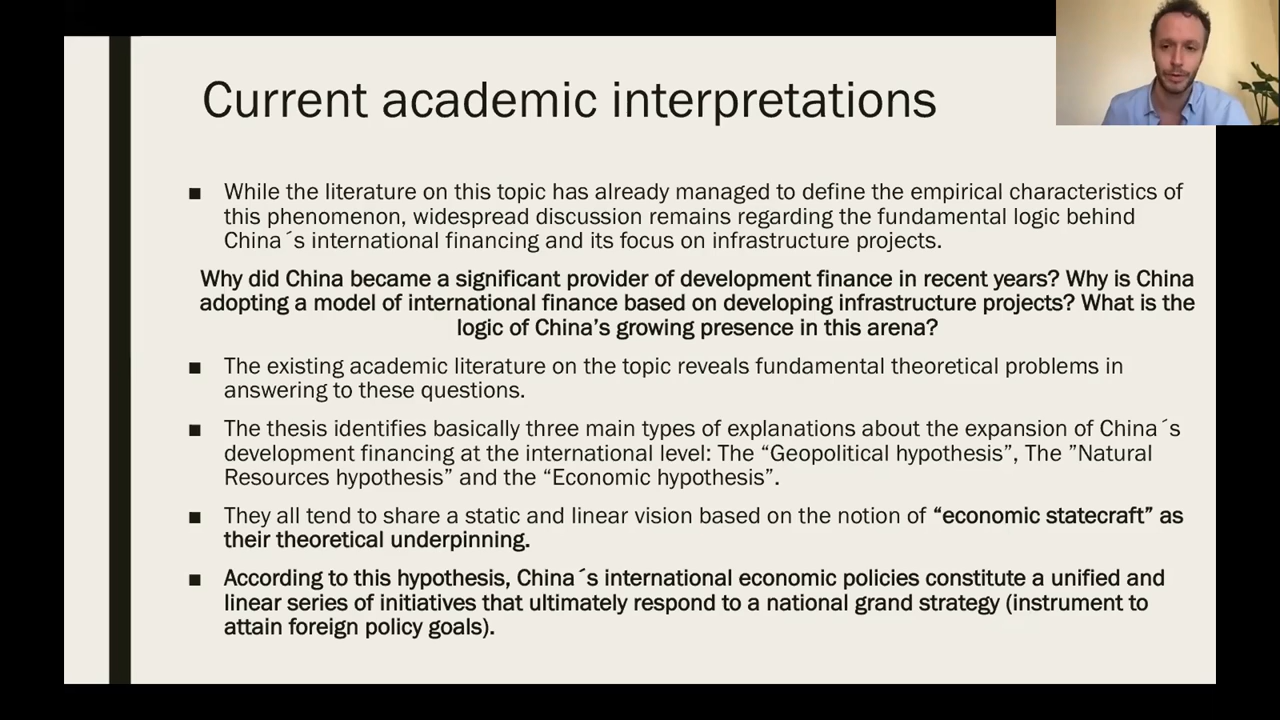 Current academic interpretations
■ While the literature on this topic has already managed to define the empirical characteristics of
this phenomenon, widespread discussion remains regarding the fundamental logic behind
China´s international financing and its focus on infrastructure projects.
Why did China became a significant provider of development finance in recent years? Why is China
adopting a model of international finance based on developing infrastructure projects? What is the
logic of China’s growing presence in this arena?
■ The existing academic literature on the topic reveals fundamental theoretical problems in
answering to these questions.
■ The thesis identifies basically three main types of explanations about the expansion of China´s
development financing at the international level: The “Geopolitical hypothesis”, The ”Natural
Resources hypothesis” and the “Economic hypothesis”.
■ They all tend to share a static and linear vision based on the notion of “economic statecraft” as
their theoretical underpinning.
■ According to this hypothesis, China´s international economic policies constitute a unified and
linear series of initiatives that ultimately respond to a national grand strategy (instrument to
attain foreign policy goals).